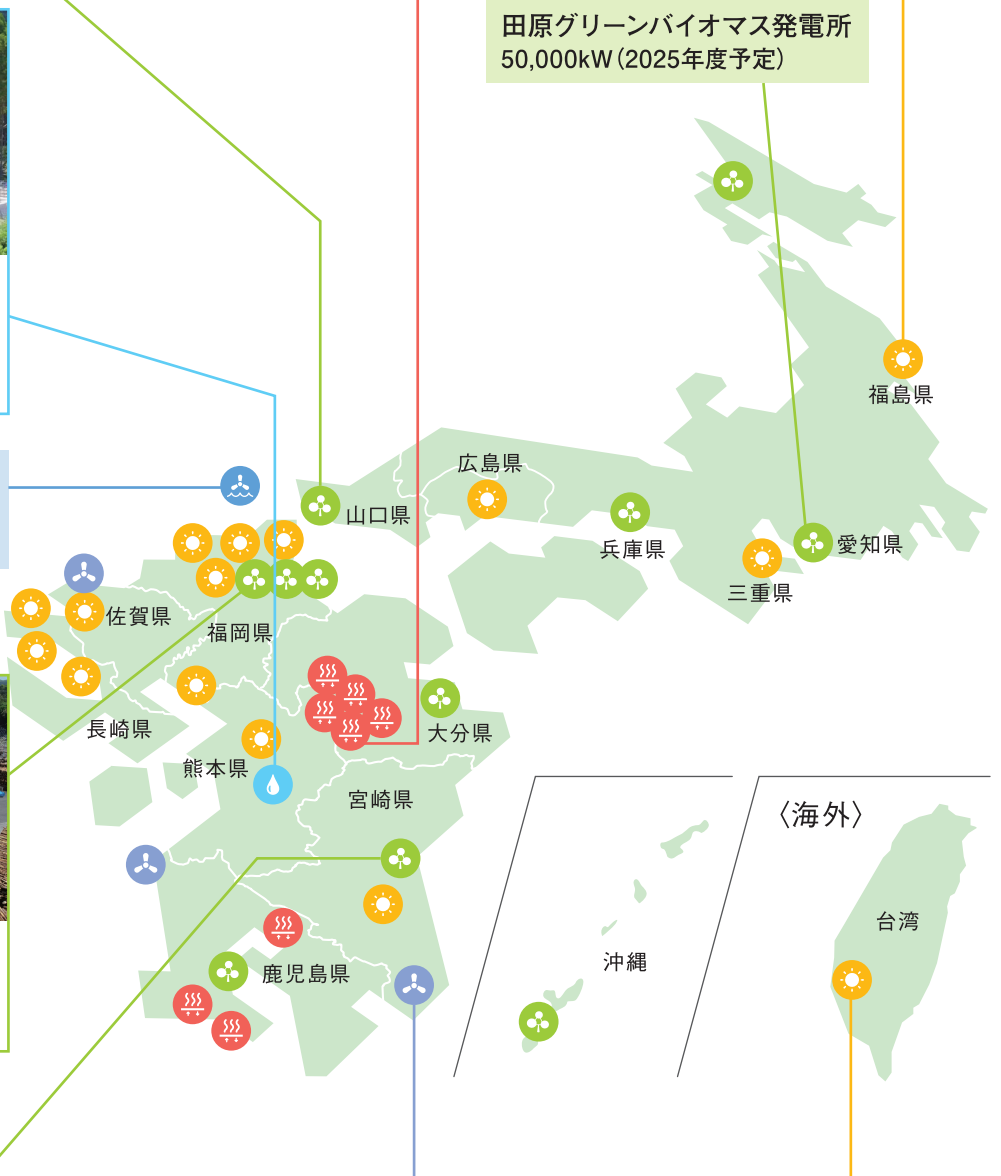 田原グリーンバイオマス発電所
50,000kW(2025年度予定)
福島県
広島県
山口県
兵庫県
愛知県
三重県
佐賀県
福岡県
長崎県
大分県
熊本県
宮崎県
〈海外〉
台湾
沖縄
鹿児島県